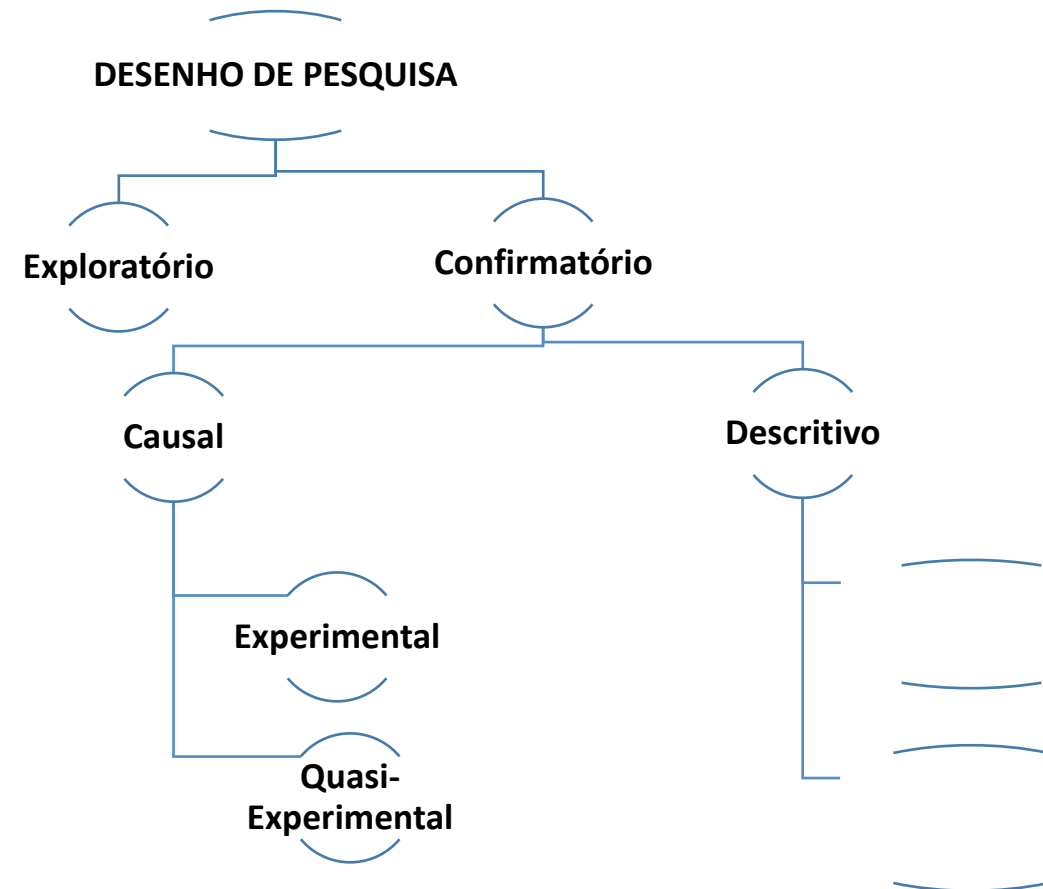 DESENHO DE PESQUISA
Exploratório
Confirmatório
Causal
Descritivo
Experimental
Quasi-
Experimental